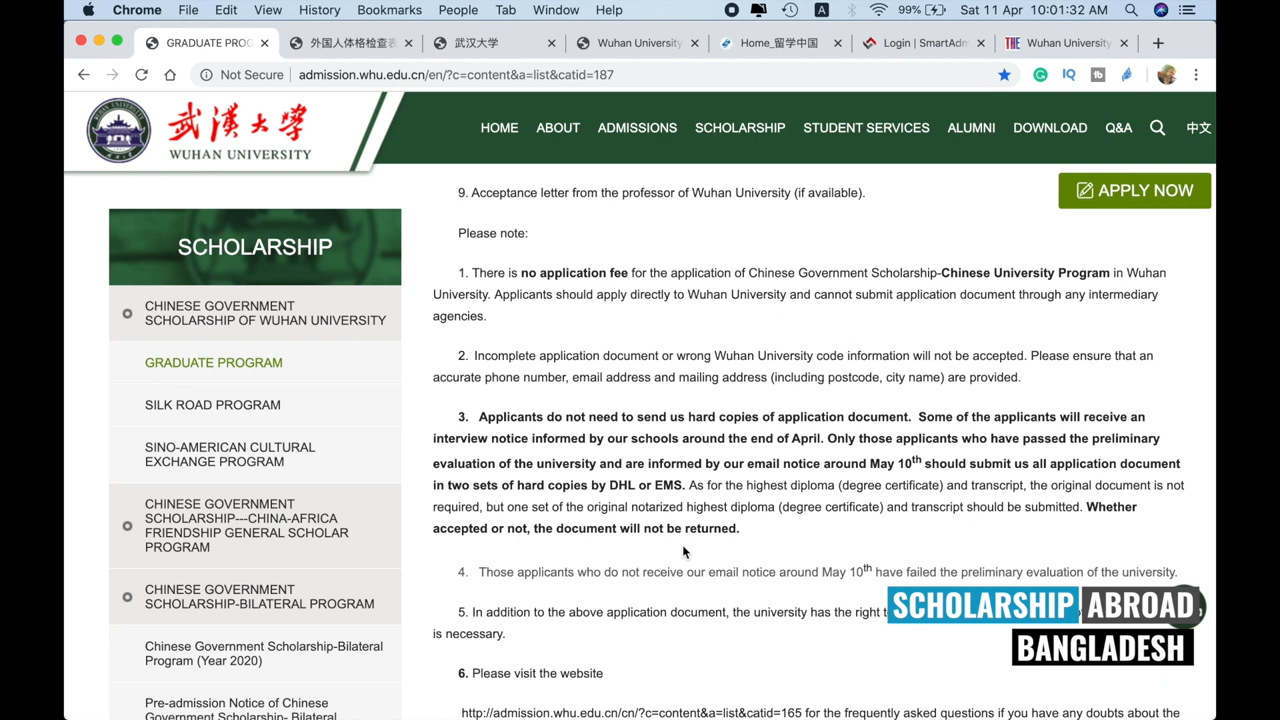 Chrome File Edit View History Bookmarks People Tab Window Help A 99% Sat 11 Apr 10:01:32 AM
GRADUATE PROG × 外国人体格检查表 × 武汉大学 × Wuhan University × Home_留学中国 × Login | SmartAdm × THE Wuhan University × +
Not Secure | admission.whu.edu.cn/en/?c=content&a=list&catid=187 IQ tb
武漢大学
WUHAN UNIVERSITY
HOME ABOUT ADMISSIONS SCHOLARSHIP STUDENT SERVICES ALUMNI DOWNLOAD Q&A 中文
APPLY NOW
SCHOLARSHIP
CHINESE GOVERNMENT
SCHOLARSHIP OF WUHAN UNIVERSITY
GRADUATE PROGRAM
SILK ROAD PROGRAM
SINO-AMERICAN CULTURAL
EXCHANGE PROGRAM
CHINESE GOVERNMENT
SCHOLARSHIP---CHINA-AFRICA
FRIENDSHIP GENERAL SCHOLAR
PROGRAM
CHINESE GOVERNMENT
SCHOLARSHIP-BILATERAL PROGRAM
Chinese Government Scholarship-Bilateral
Program (Year 2020)
Pre-admission Notice of Chinese
Government Scholarship- Bilateral
9. Acceptance letter from the professor of Wuhan University (if available).
Please note:
1. There is no application fee for the application of Chinese Government Scholarship-Chinese University Program in Wuhan
University. Applicants should apply directly to Wuhan University and cannot submit application document through any intermediary
agencies.
2. Incomplete application document or wrong Wuhan University code information will not be accepted. Please ensure that an
accurate phone number, email address and mailing address (including postcode, city name) are provided.
3. Applicants do not need to send us hard copies of application document. Some of the applicants will receive an
interview notice informed by our schools around the end of April. Only those applicants who have passed the preliminary
evaluation of the university and are informed by our email notice around May 10th should submit us all application document
in two sets of hard copies by DHL or EMS. As for the highest diploma (degree certificate) and transcript, the original document is not
required, but one set of the original notarized highest diploma (degree certificate) and transcript should be submitted. Whether
accepted or not, the document will not be returned.
4. Those applicants who do not receive our email notice around May 10th have failed the preliminary evaluation of the university.
5. In addition to the above application document, the university has the right
is necessary.
6. Please visit the website
http://admission.whu.edu.cn/cn/?c=content&a=list&catid=165 for the frequently asked questions if you have any doubts about the
SCHOLARSHIP ABROAD
BANGLADESH